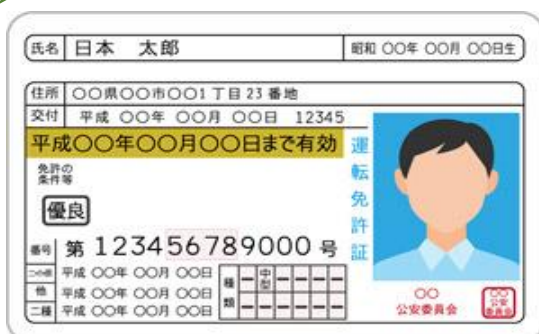 氏名 日本 太郎 昭和 〇〇年 〇〇月 〇〇日生
住所 〇〇県〇〇市〇〇1丁目23番地
交付 平成 〇〇年 〇〇月 〇〇日 12345
平成〇〇年〇〇月〇〇日まで有効
免許の
条件等
優良
番号 第 123456789000 号
二小原 平成 〇〇年 〇〇月 〇〇日
他 平成 〇〇年 〇〇月 〇〇日
二種 平成 〇〇年 〇〇月 〇〇日
種類 中型
運転免許証
〇〇
公安委員会
〇〇
公安
委員会